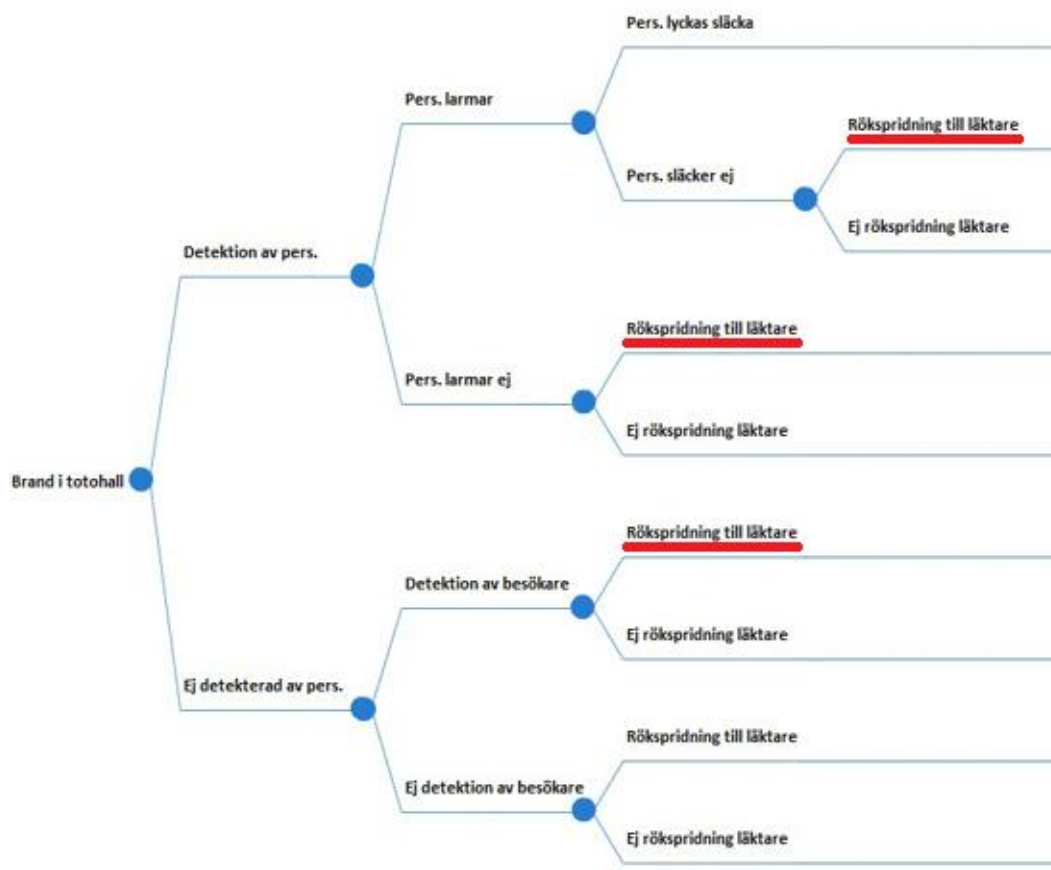 Pers. lyckas släcka
Pers. larmar
Rökspridning till läktare
Pers. släcker ej
Ej rökspridning läktare
Detektion av pers.
Rökspridning till läktare
Pers. larmar ej
Ej rökspridning läktare
Brand i totohall
Rökspridning till läktare
Detektion av besökare
Ej rökspridning läktare
Ej detekterad av pers.
Rökspridning till läktare
Ej detektion av besökare
Ej rökspridning läktare